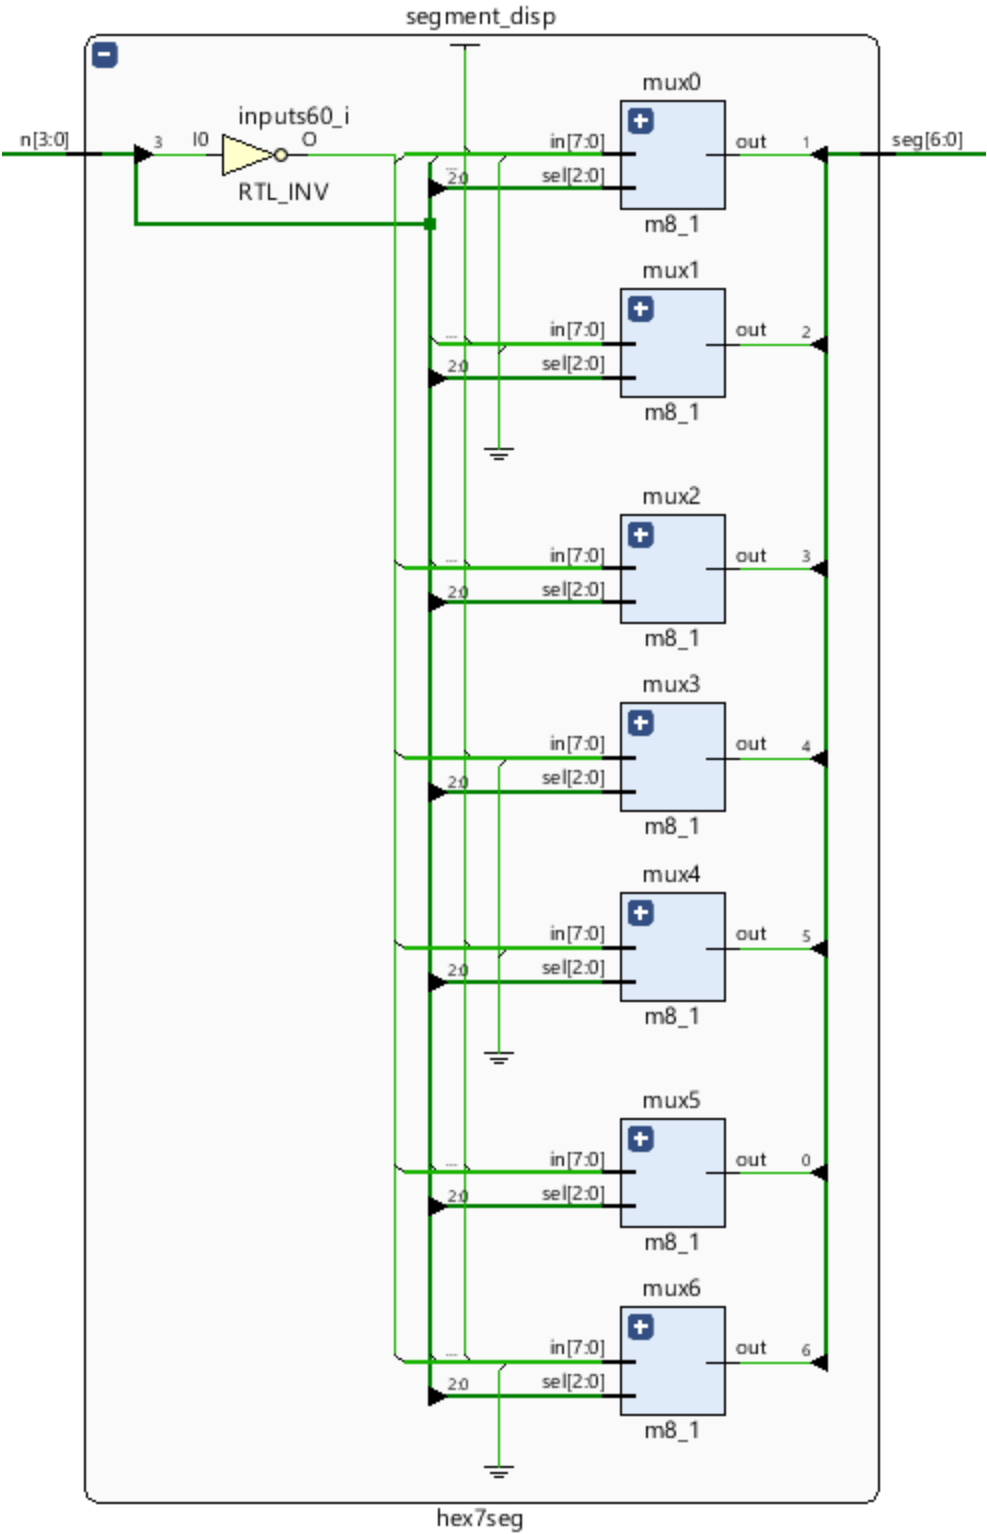 segment_disp
n[3:0]
3
I0
inputs60_i
O
RTL_INV
mux0
in[7:0]
...
2:0
sel[2:0]
out
1
seg[6:0]
m8_1
mux1
in[7:0]
...
2:0
sel[2:0]
out
2
m8_1
mux2
in[7:0]
...
2:0
sel[2:0]
out
3
m8_1
mux3
in[7:0]
2:0
sel[2:0]
out
4
m8_1
mux4
in[7:0]
2:0
sel[2:0]
out
5
m8_1
mux5
in[7:0]
...
2:0
sel[2:0]
out
0
m8_1
mux6
in[7:0]
...
2:0
sel[2:0]
out
6
m8_1
hex7seg